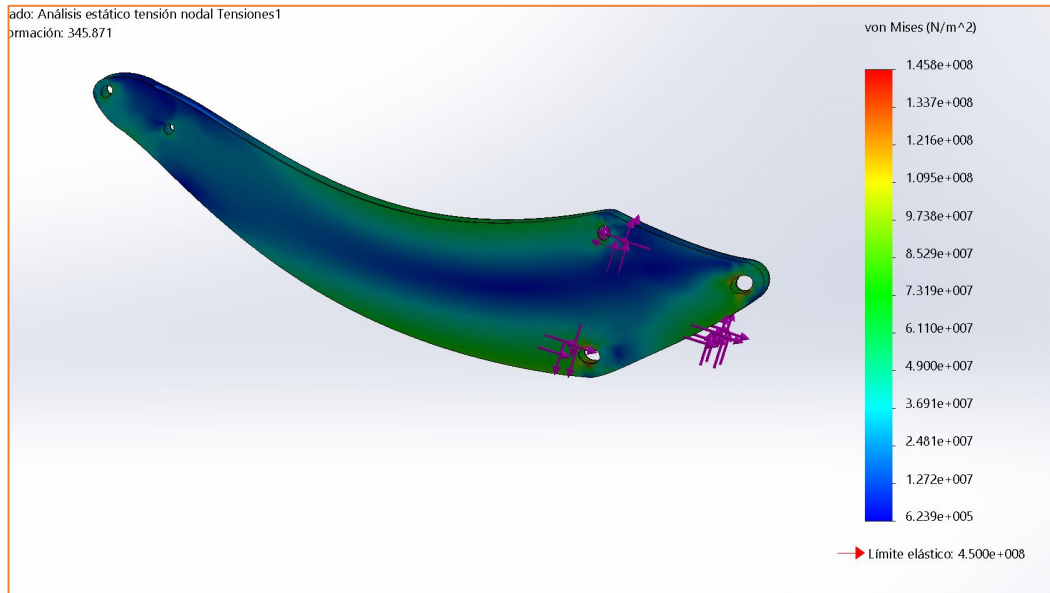 ado: Análisis estático tensión nodal Tensiones1
ormación: 345.871
von Mises (N/m^2)
1.458e+008
1.337e+008
1.216e+008
1.095e+008
9.738e+007
8.529e+007
7.319e+007
6.110e+007
4.900e+007
3.691e+007
2.481e+007
1.272e+007
6.239e+005
Límite elástico: 4.500e+008